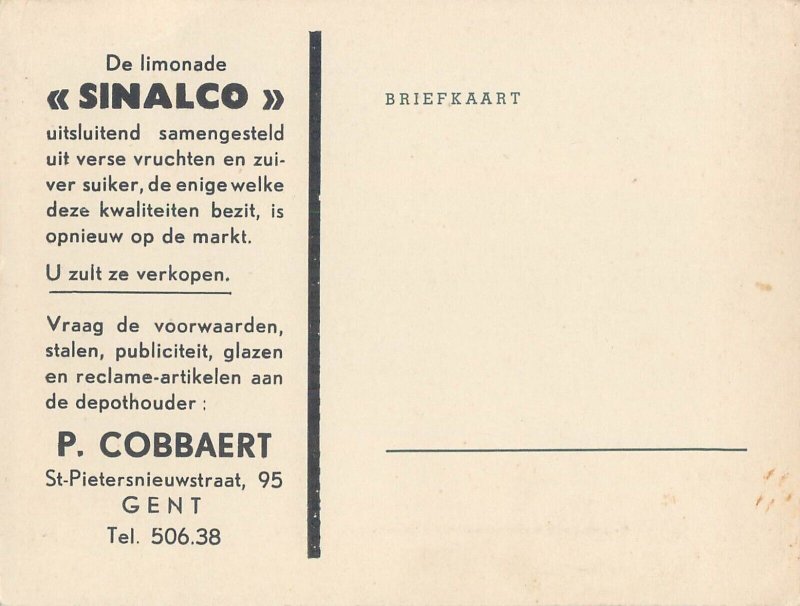 De limonade
« SINALCO »
uitsluitend samengesteld
uit verse vruchten en zui-
ver suiker, de enige welke
deze kwaliteiten bezit, is
opnieuw op de markt.
U zult ze verkopen.
Vraag de voorwaarden,
stalen, publiciteit, glazen
en reclame-artikelen aan
de depothouder :
P. COBBAERT
St-Pietersnieuwstraat, 95
GENT
Tel. 506.38
BRIEFKAART